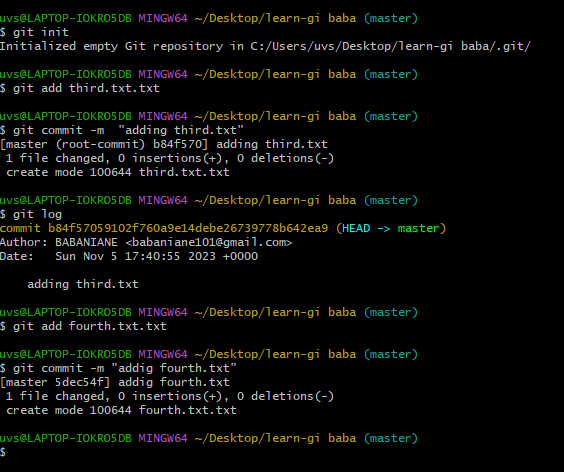 uvs@LAPTOP-IOKRO5DB MINGW64 ~/Desktop/learn-gi baba (master)
$ git init
Initialized empty Git repository in C:/Users/uvs/Desktop/learn-gi baba/.git/
uvs@LAPTOP-IOKRO5DB MINGW64 ~/Desktop/learn-gi baba (master)
$ git add third.txt.txt
uvs@LAPTOP-IOKRO5DB MINGW64 ~/Desktop/learn-gi baba (master)
$ git commit -m  "adding third.txt"
[master (root-commit) b84f570] adding third.txt
 1 file changed, 0 insertions(+), 0 deletions(-)
 create mode 100644 third.txt.txt
uvs@LAPTOP-IOKRO5DB MINGW64 ~/Desktop/learn-gi baba (master)
$ git log
commit b84f57059102f760a9e14debe26739778b642ea9 (HEAD -> master)
Author: BABANIANE <babaniane101@gmail.com>
Date:   Sun Nov 5 17:40:55 2023 +0000
    adding third.txt
uvs@LAPTOP-IOKRO5DB MINGW64 ~/Desktop/learn-gi baba (master)
$ git add fourth.txt.txt
uvs@LAPTOP-IOKRO5DB MINGW64 ~/Desktop/learn-gi baba (master)
$ git commit -m "addig fourth.txt"
[master 5dec54f] addig fourth.txt
 1 file changed, 0 insertions(+), 0 deletions(-)
 create mode 100644 fourth.txt.txt
uvs@LAPTOP-IOKRO5DB MINGW64 ~/Desktop/learn-gi baba (master)
$